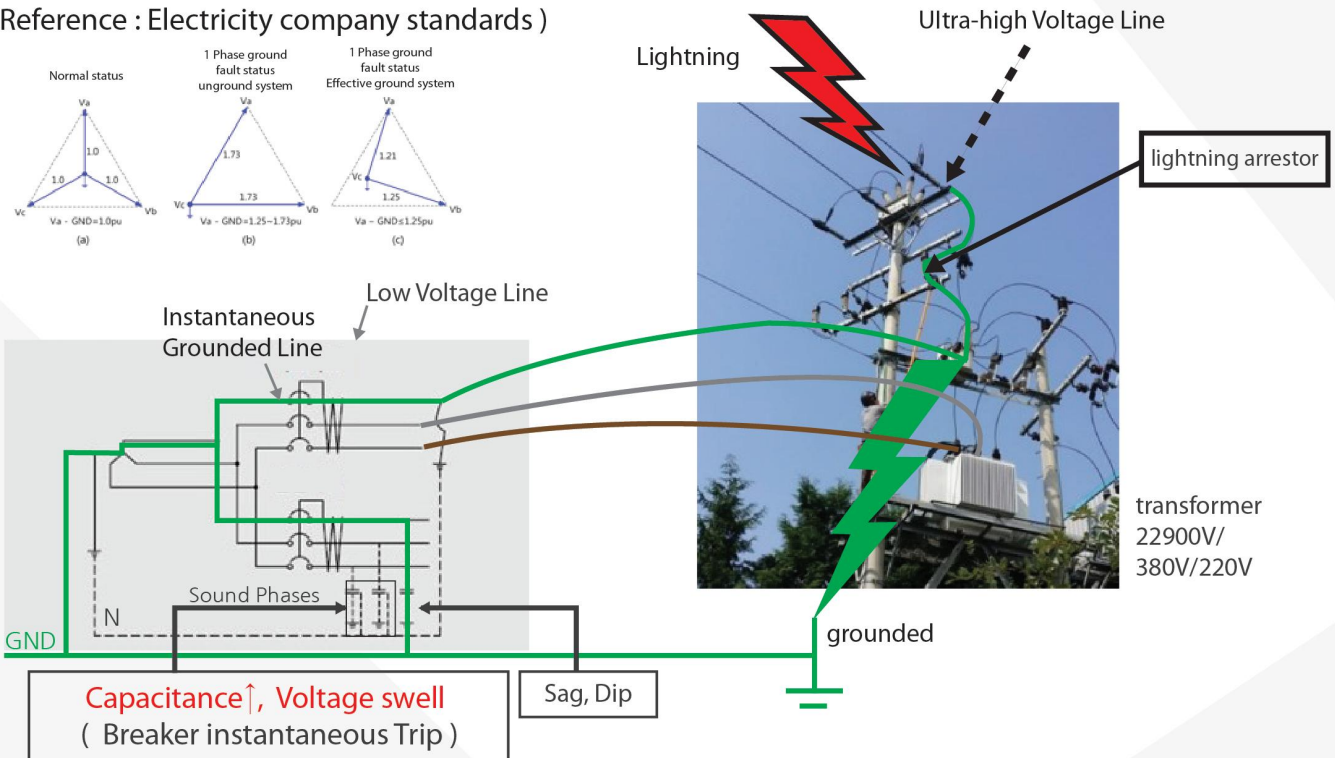 Reference : Electricity company standards )
Normal status
Va
1.0
1.0
1.0
Vc
Vb
Va - GND=1.0pu
(a)
1 Phase ground
fault status
unground system
Va
1.73
1.73
Vc
Vb
Va - GND=1.25~1.73pu
(b)
1 Phase ground
fault status
Effective ground system
Va
1.21
Vc
1.25
Vb
Va - GND≤1.25pu
(c)
Lightning
Ultra-high Voltage Line
lightning arrestor
Low Voltage Line
Instantaneous
Grounded Line
Sound Phases
N
GND
Capacitance↑, Voltage swell
( Breaker instantaneous Trip )
Sag, Dip
grounded
transformer
22900V/
380V/220V